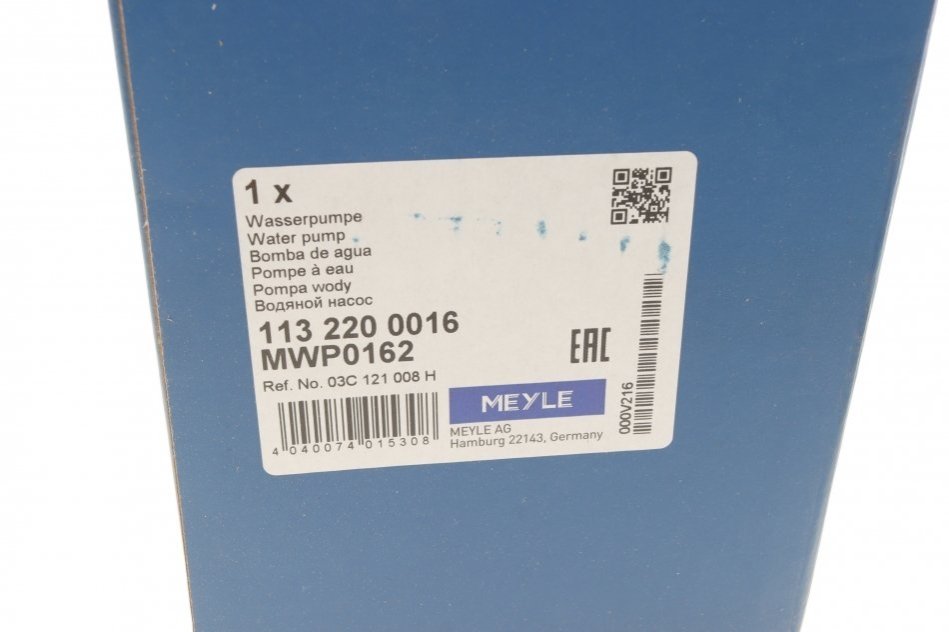 1 x
Wasserpumpe
Water pump
Bomba de agua
Pompe à eau
Pompa wody
Водяной насос
113 220 0016
MWP0162
Ref. No. 03C 121 008 H
EAC
MEYLE
4 040074 015308
MEYLE AG
Hamburg 22143, Germany
000V216